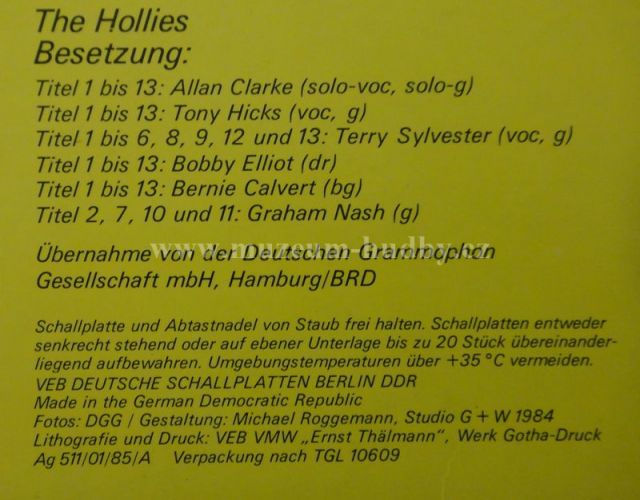 The Hollies
Besetzung:
Titel 1 bis 13: Allan Clarke (solo-voc, solo-g)
Titel 1 bis 13: Tony Hicks (voc, g)
Titel 1 bis 6, 8, 9, 12 und 13: Terry Sylvester (voc, g)
Titel 1 bis 13: Bobby Elliot (dr)
Titel 1 bis 13: Bernie Calvert (bg)
Titel 2, 7, 10 und 11: Graham Nash (g)
www.muzeum-hudby.cz
Übernahme von der Deutschen Grammophon
Gesellschaft mbH, Hamburg/BRD
Schallplatte und Abtastnadel von Staub frei halten. Schallplatten entweder
senkrecht stehend oder auf ebener Unterlage bis zu 20 Stück übereinander-
liegend aufbewahren. Umgebungstemperaturen über +35 °C vermeiden.
VEB DEUTSCHE SCHALLPLATTEN BERLIN DDR
Made in the German Democratic Republic
Fotos: DGG / Gestaltung: Michael Roggemann, Studio G + W 1984
Lithografie und Druck: VEB VMW „Ernst Thälmann“, Werk Gotha-Druck
Ag 511/01/85/A Verpackung nach TGL 10609